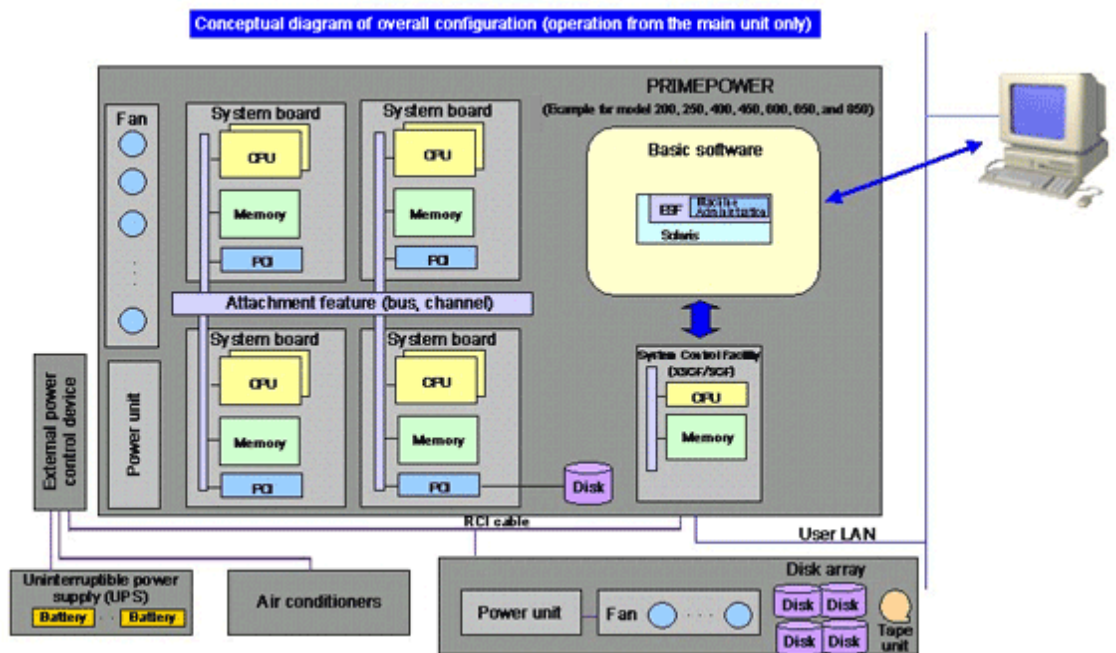 Conceptual diagram of overall configuration (operation from the main unit only)
PRIMEPOWER
(Example for model 200, 250, 400, 450, 600, 650, and 850)
Fan
System board
CPU
Memory
PCI
System board
CPU
Memory
PCI
Basic software
ESF
Machine
Administration
Solaris
Attachment feature (bus, channel)
System board
CPU
Memory
PCI
System board
CPU
Memory
PCI
Disk
System Control Facility
(XSCF/SCF)
CPU
Memory
External power
control device
Power unit
RCI cable
User LAN
Uninterruptible power
supply (UPS)
Battery
Battery
Air conditioners
Power unit
Fan
Disk array
Disk
Disk
Disk
Disk
Tape
unit